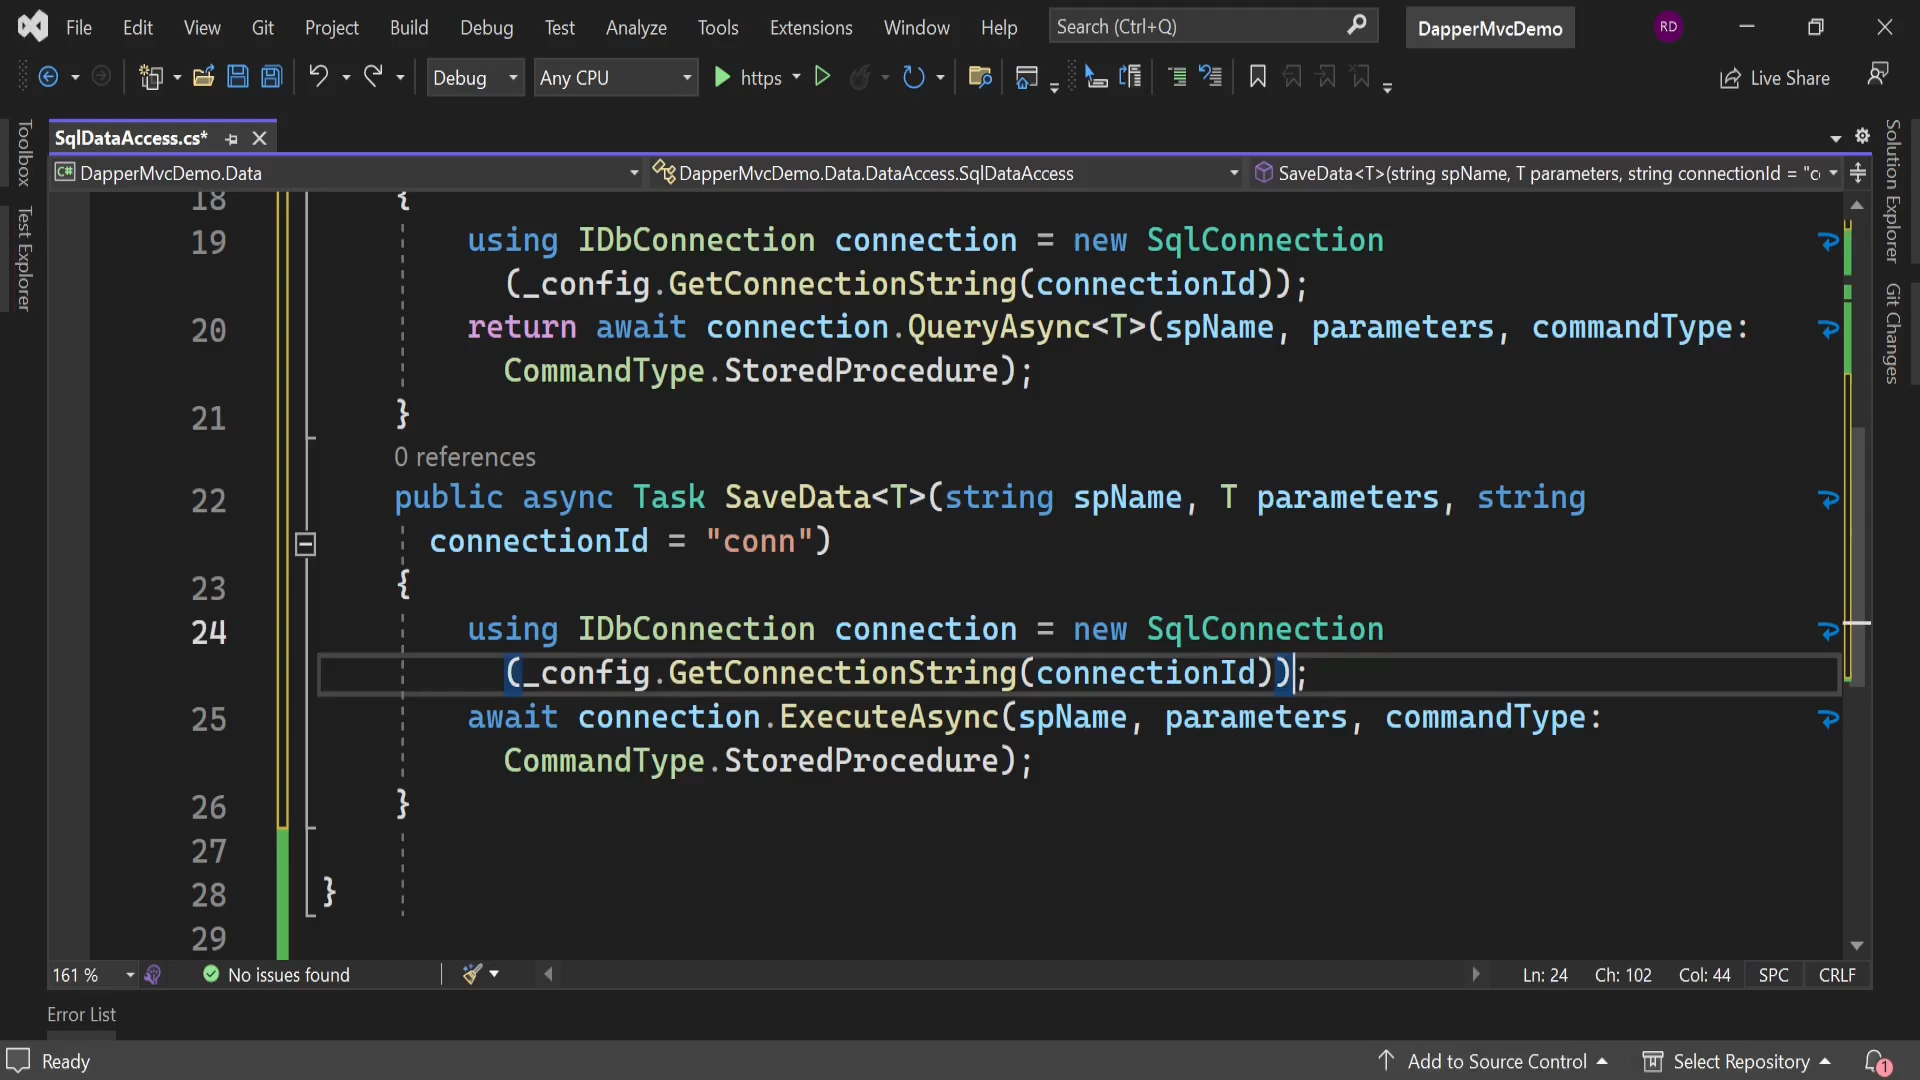 File Edit View Git Project Build Debug Test Analyze Tools Extensions Window Help Search (Ctrl+Q) DapperMvcDemo RD
Debug Any CPU https Live Share
SqlDataAccess.cs*
C# DapperMvcDemo.Data DapperMvcDemo.Data.DataAccess.SqlDataAccess SaveData<T>(string spName, T parameters, string connectionId = "c
Toolbox
Test Explorer
Solution Explorer
Git Changes
18 {
19 using IDbConnection connection = new SqlConnection
(_config.GetConnectionString(connectionId));
20 return await connection.QueryAsync<T>(spName, parameters, commandType:
CommandType.StoredProcedure);
21 }
0 references
22 public async Task SaveData<T>(string spName, T parameters, string
connectionId = "conn")
23 {
24 using IDbConnection connection = new SqlConnection
(_config.GetConnectionString(connectionId));
25 await connection.ExecuteAsync(spName, parameters, commandType:
CommandType.StoredProcedure);
26 }
27
28 }
29
161 % No issues found Ln: 24 Ch: 102 Col: 44 SPC CRLF
Error List
Ready Add to Source Control Select Repository 1